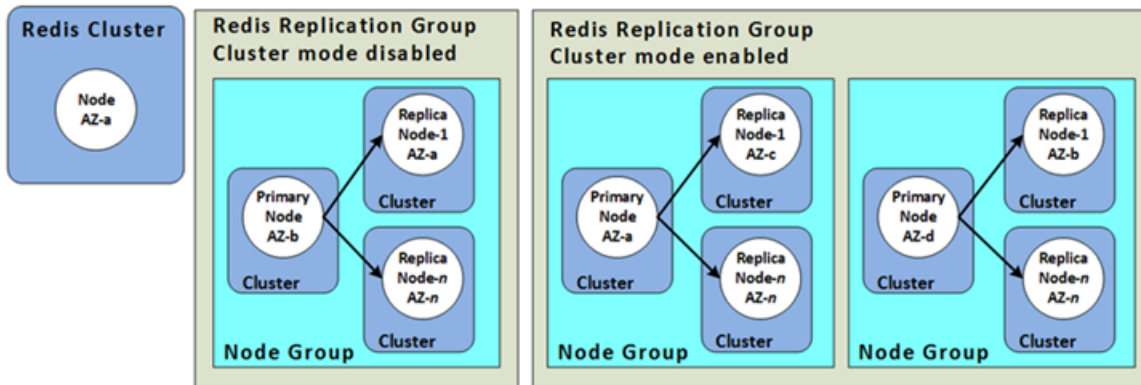 Redis Cluster
Node
AZ-a
Redis Replication Group
Cluster mode disabled
Primary
Node
AZ-b
Cluster
Replica
Node-1
AZ-a
Cluster
Replica
Node-n
AZ-n
Cluster
Node Group
Redis Replication Group
Cluster mode enabled
Primary
Node
AZ-a
Cluster
Replica
Node-1
AZ-c
Cluster
Replica
Node-n
AZ-n
Cluster
Node Group
Primary
Node
AZ-d
Cluster
Replica
Node-1
AZ-b
Cluster
Replica
Node-n
AZ-n
Cluster
Node Group